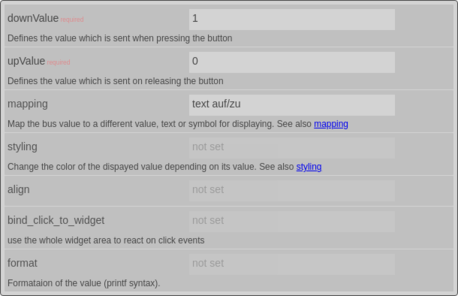 downValue required 1
Defines the value which is sent when pressing the button
upValue required 0
Defines the value which is sent on releasing the button
mapping text auf/zu
Map the bus value to a different value, text or symbol for displaying. See also mapping
styling not set
Change the color of the dispayed value depending on its value. See also styling
align not set
bind_click_to_widget not set
use the whole widget area to react on click events
format not set
Formataion of the value (printf syntax).